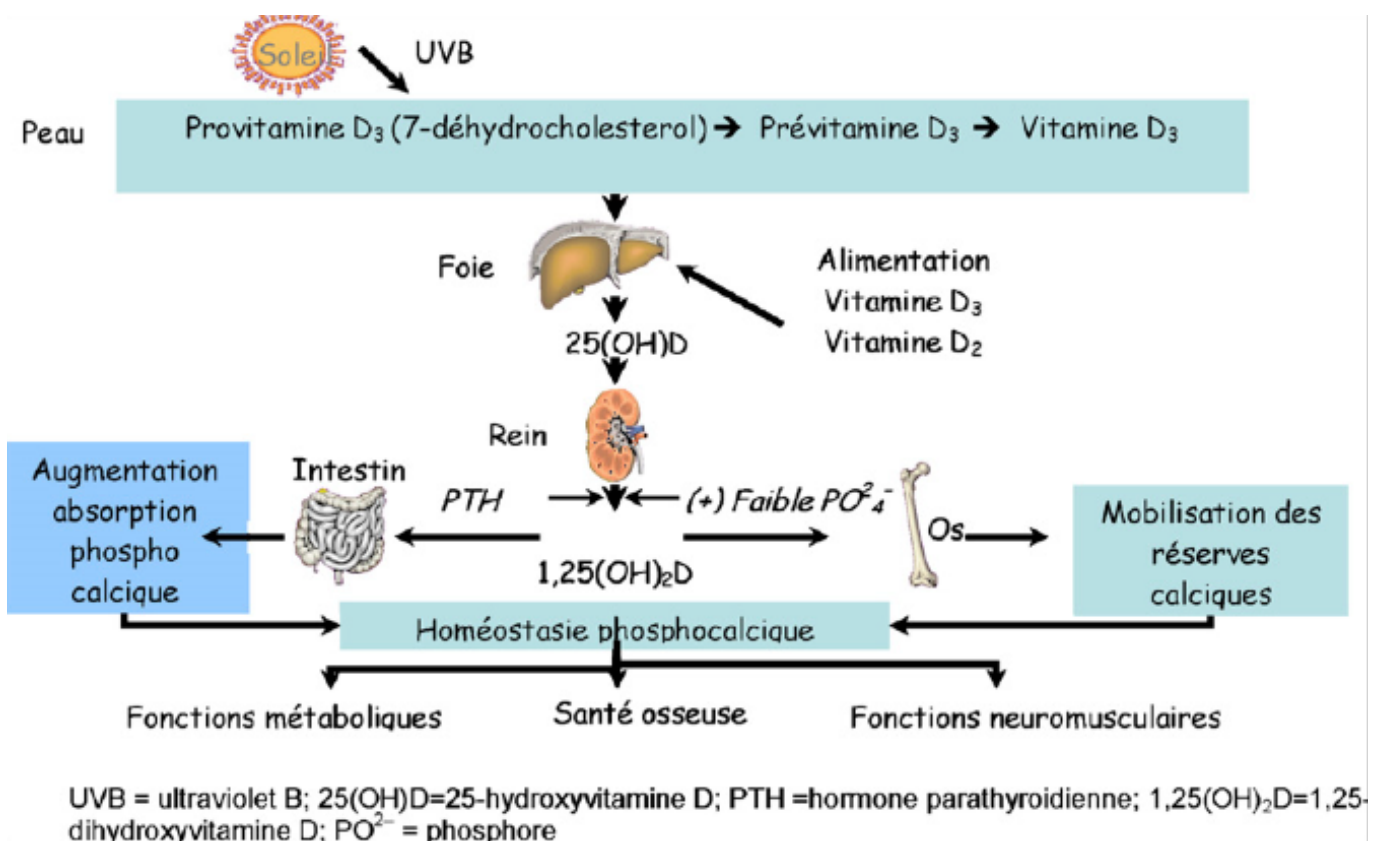 Soleil
UVB
Peau
Provitamine D₃ (7-déhydrocholesterol) → Prévitamine D₃ → Vitamine D₃
Foie
Alimentation
Vitamine D₃
Vitamine D₂
25(OH)D
Rein
Augmentation
absorption
phospho
calcique
Intestin
PTH
(+) Faible PO²₄⁻
Os
Mobilisation des
réserves
calciques
1,25(OH)₂D
Homéostasie phosphocalcique
Fonctions métaboliques
Santé osseuse
Fonctions neuromusculaires
UVB = ultraviolet B; 25(OH)D=25-hydroxyvitamine D; PTH =hormone parathyroidienne; 1,25(OH)₂D=1,25-
dihydroxyvitamine D; PO²⁻ = phosphore